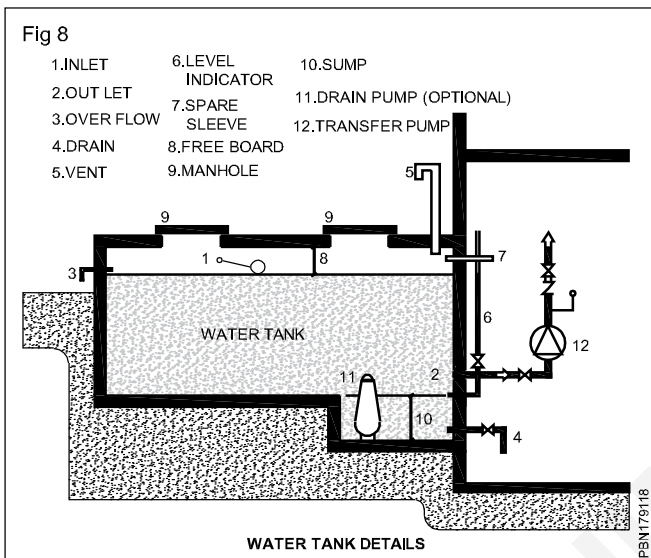 Fig 8
1.INLET
2.OUT LET
3.OVER FLOW
4.DRAIN
5.VENT
6.LEVEL
INDICATOR
7.SPARE
SLEEVE
8.FREE BOARD
9.MANHOLE
10.SUMP
11.DRAIN PUMP (OPTIONAL)
12.TRANSFER PUMP
5
9
9
1
8
7
3
6
WATER TANK
12
11
2
10
4
WATER TANK DETAILS
PBN179118